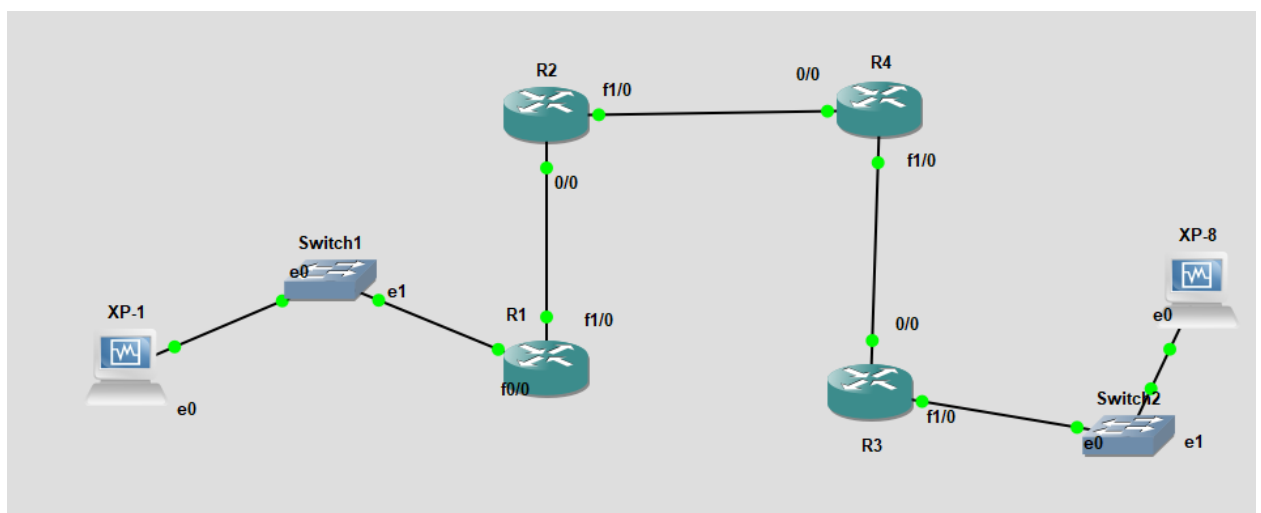 R2
f1/0
0/0
R4
0/0
f1/0
Switch1
e0
e1
XP-1
e0
R1
f1/0
f0/0
0/0
R3
f1/0
XP-8
e0
Switch2
e0
e1